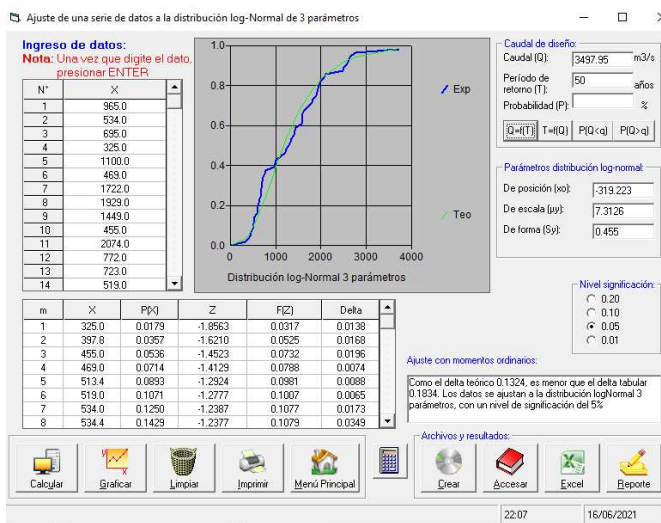 Ajuste de una serie de datos a la distribución log-Normal de 3 parámetros
Ingreso de datos:
Nota: Una vez que digite el dato,
presionar ENTER
N° X
1 965.0
2 534.0
3 695.0
4 325.0
5 1100.0
6 469.0
7 1722.0
8 1929.0
9 1449.0
10 455.0
11 2074.0
12 772.0
13 723.0
14 519.0
1.0
0.8
0.6
0.4
0.2
0.0
0 1000 2000 3000 4000
Distribución log-Normal 3 parámetros
Exp
Teo
Caudal de diseño:
Caudal (Q): 3497.95 m3/s
Período de
retorno (T): 50 años
Probabilidad (P): %
Q=f(T) T=f(Q) P(Q<q) P(Q>q)
Parámetros distribución log-normal:
De posición (xo): -319.223
De escala (µy): 7.3126
De forma (Sy): 0.455
Nivel significación:
0.20
0.10
0.05
0.01
m X P(X) Z F(Z) Delta
1 325.0 0.0179 -1.8563 0.0317 0.0138
2 397.8 0.0357 -1.6210 0.0525 0.0168
3 455.0 0.0536 -1.4523 0.0732 0.0196
4 469.0 0.0714 -1.4129 0.0788 0.0074
5 513.4 0.0893 -1.2924 0.0981 0.0088
6 519.0 0.1071 -1.2777 0.1007 0.0065
7 534.0 0.1250 -1.2387 0.1077 0.0173
8 534.4 0.1429 -1.2377 0.1079 0.0349
Ajuste con momentos ordinarios:
Como el delta teórico 0.1324, es menor que el delta tabular
0.1834. Los datos se ajustan a la distribución logNormal 3
parámetros, con un nivel de significación del 5%
Archivos y resultados:
Calcular Graficar Limpiar Imprimir Menú Principal Crear Accesar Excel Reporte
22:07 16/06/2021